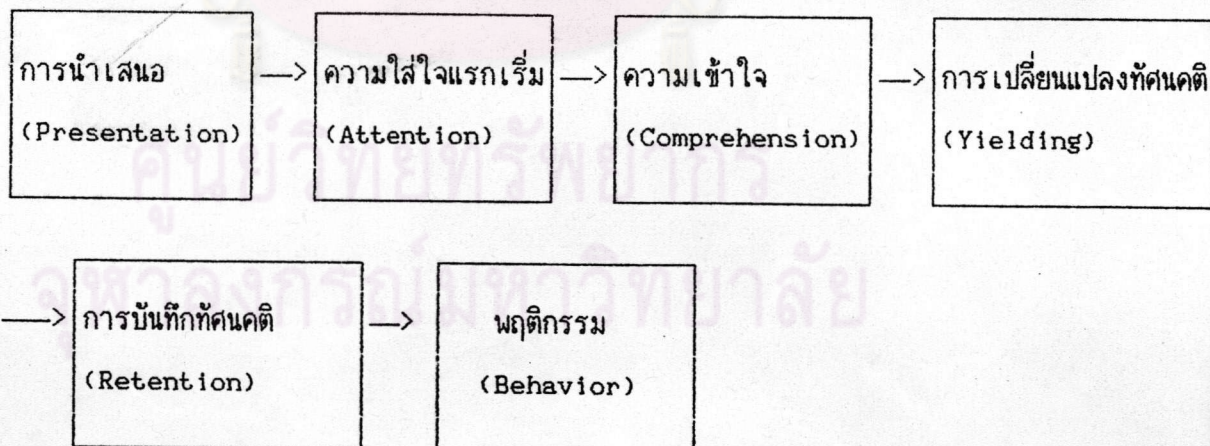 การนำเสนอ —> ความใส่ใจแรกเริ่ม —> ความเข้าใจ —> การเปลี่ยนแปลงทัศนคติ
(Presentation) (Attention) (Comprehension) (Yielding)
—> การบันทึกทัศนคติ —> พฤติกรรม
(Retention) (Behavior)
ศูนย์วิทยทรัพยากร
จุฬาลงกรณ์มหาวิทยาลัย